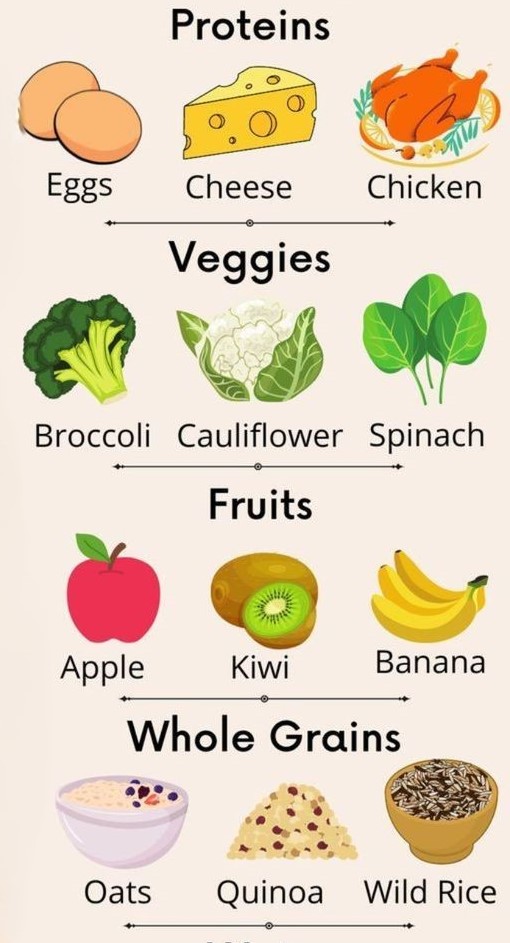 Proteins
Eggs Cheese Chicken
Veggies
Broccoli Cauliflower Spinach
Fruits
Apple Kiwi Banana
Whole Grains
Oats Quinoa Wild Rice